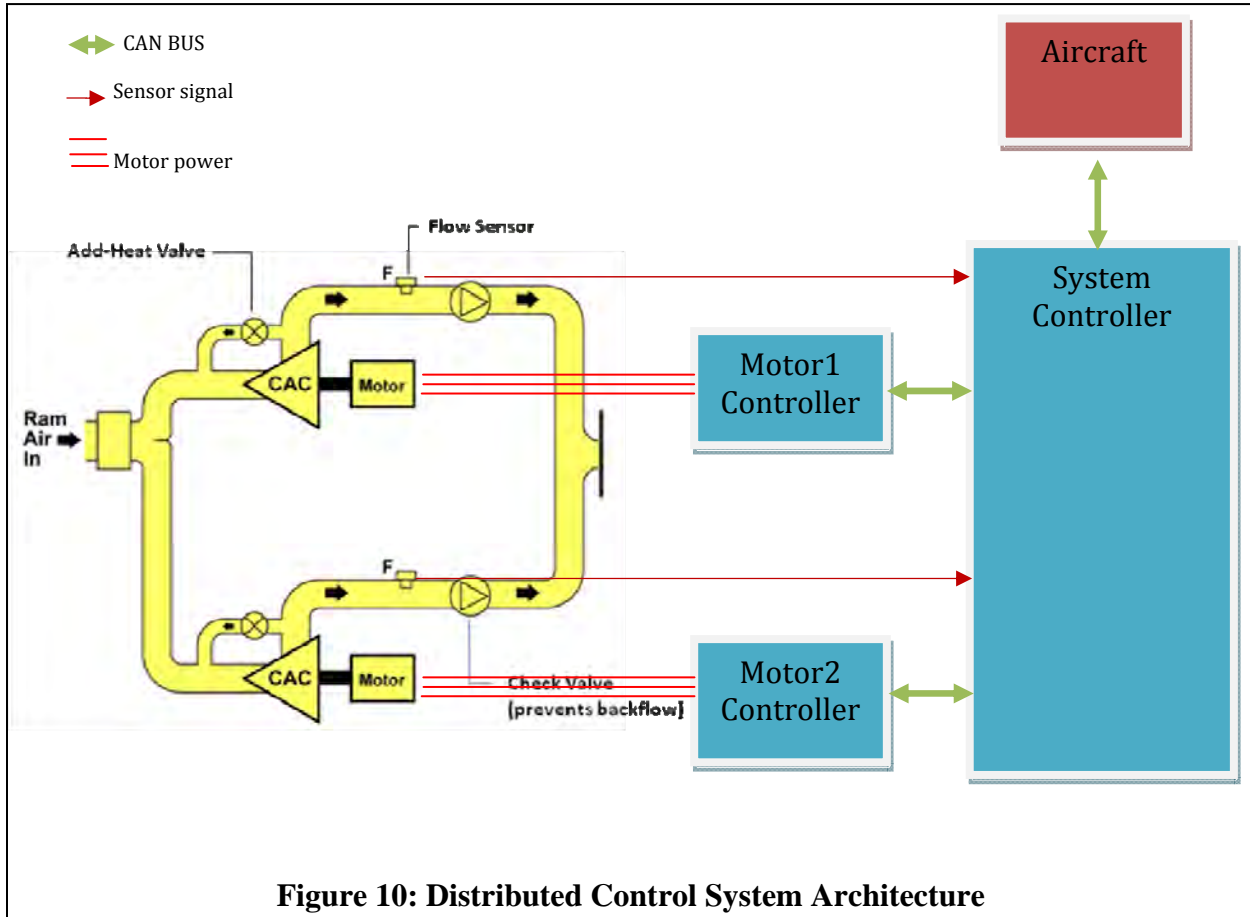 CAN BUS
Sensor signal
Motor power
Aircraft
System
Controller
Flow Sensor
Add-Heat Valve
F
CAC
Motor
Motor1
Controller
Ram
Air
In
F
CAC
Motor
Check Valve
(prevents backflow)
Motor2
Controller
Figure 10: Distributed Control System Architecture